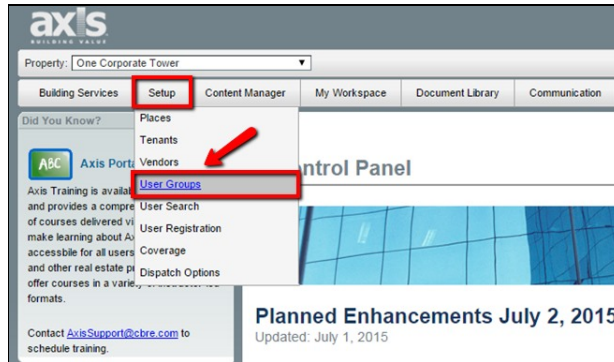 axis
BUILDING VALUE
Property: One Corporate Tower
Building Services Setup Content Manager My Workspace Document Library Communication
Did You Know?
Places
Tenants
Vendors
User Groups
User Search
User Registration
Coverage
Dispatch Options
ABC Axis Port
Axis Training is availab
and provides a compre
of courses delivered vi
make learning about Ax
accessbile for all users
and other real estate p
offer courses in a
formats.
Contact AxisSupport@cbre.com to
schedule training.
ntrol Panel
Planned Enhancements July 2, 2015
Updated: July 1, 2015